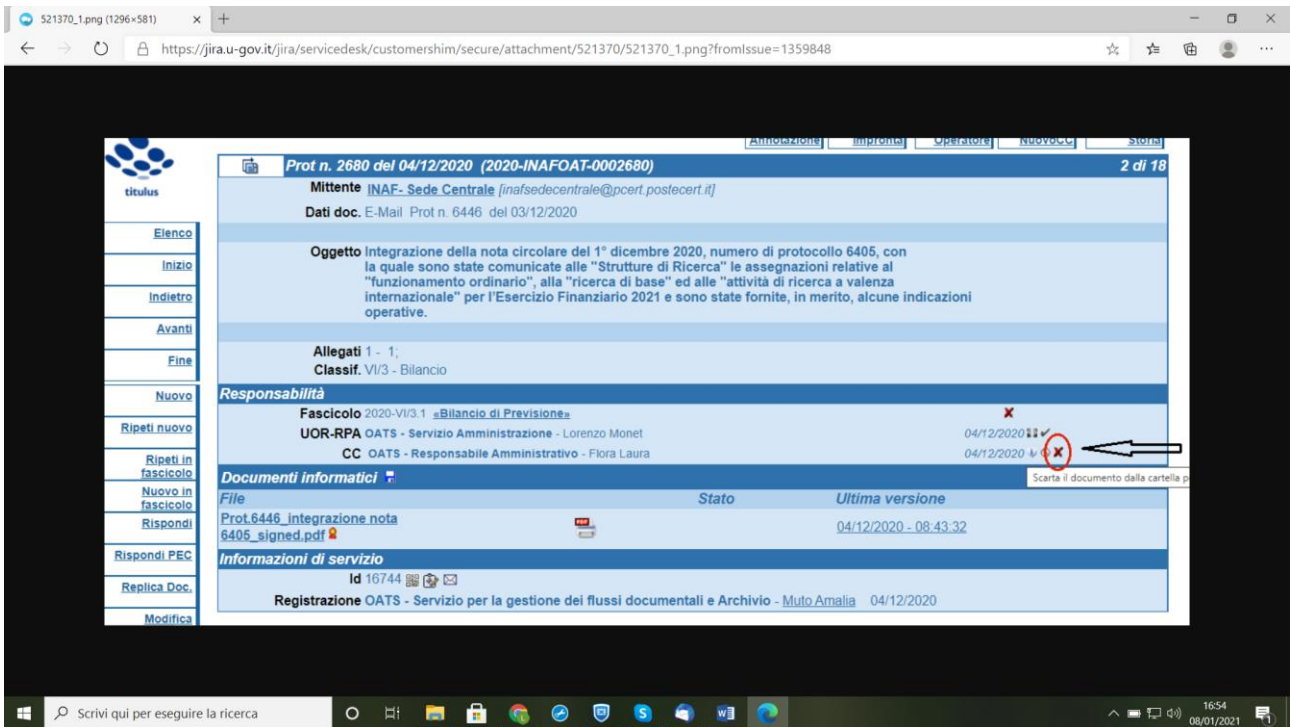 521370_1.png (1296×581)
https://jira.u-gov.it/jira/servicedesk/customershim/secure/attachment/521370/521370_1.png?fromIssue=1359848
Annotazione Impronta Operatore NuovoCC Storia
titulus
Prot n. 2680 del 04/12/2020 (2020-INAFOAT-0002680) 2 di 18
Mittente INAF- Sede Centrale [inafsedecentrale@pcert.postecert.it]
Dati doc. E-Mail Prot n. 6446 del 03/12/2020
Elenco
Inizio
Indietro
Avanti
Fine
Nuovo
Ripeti nuovo
Ripeti in
fascicolo
Nuovo in
fascicolo
Rispondi
Rispondi PEC
Replica Doc.
Modifica
Oggetto Integrazione della nota circolare del 1° dicembre 2020, numero di protocollo 6405, con
la quale sono state comunicate alle "Strutture di Ricerca" le assegnazioni relative al
"funzionamento ordinario", alla "ricerca di base" ed alle "attività di ricerca a valenza
internazionale" per l'Esercizio Finanziario 2021 e sono state fornite, in merito, alcune indicazioni
operative.
Allegati 1 - 1;
Classif. VI/3 - Bilancio
Responsabilità
Fascicolo 2020-VI/3.1 «Bilancio di Previsione»
UOR-RPA OATS - Servizio Amministrazione - Lorenzo Monet 04/12/2020
CC OATS - Responsabile Amministrativo - Flora Laura 04/12/2020
Scarta il documento dalla cartella p
Documenti informatici
File Stato Ultima versione
Prot.6446_integrazione nota
6405_signed.pdf 04/12/2020 - 08:43:32
Informazioni di servizio
Id 16744
Registrazione OATS - Servizio per la gestione dei flussi documentali e Archivio - Muto Amalia 04/12/2020
Scrivi qui per eseguire la ricerca
16:54
08/01/2021